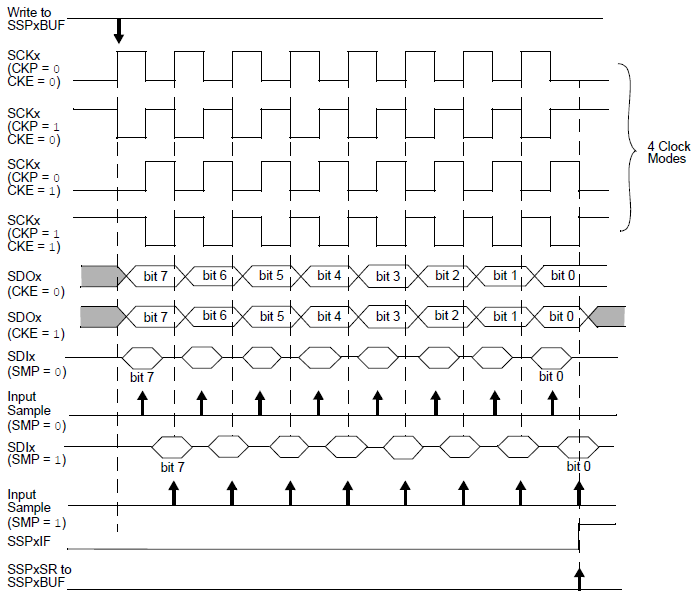 Write to
SSPxBUF
SCKx
(CKP = 0
CKE = 0)
SCKx
(CKP = 1
CKE = 0)
4 Clock
Modes
SCKx
(CKP = 0
CKE = 1)
SCKx
(CKP = 1
CKE = 1)
SDOx
(CKE = 0)
bit 7 bit 6 bit 5 bit 4 bit 3 bit 2 bit 1 bit 0
SDOx
(CKE = 1)
bit 7 bit 6 bit 5 bit 4 bit 3 bit 2 bit 1 bit 0
SDIx
(SMP = 0)
bit 7 bit 0
Input
Sample
(SMP = 0)
SDIx
(SMP = 1)
bit 7 bit 0
Input
Sample
(SMP = 1)
SSPxIF
SSPxSR to
SSPxBUF